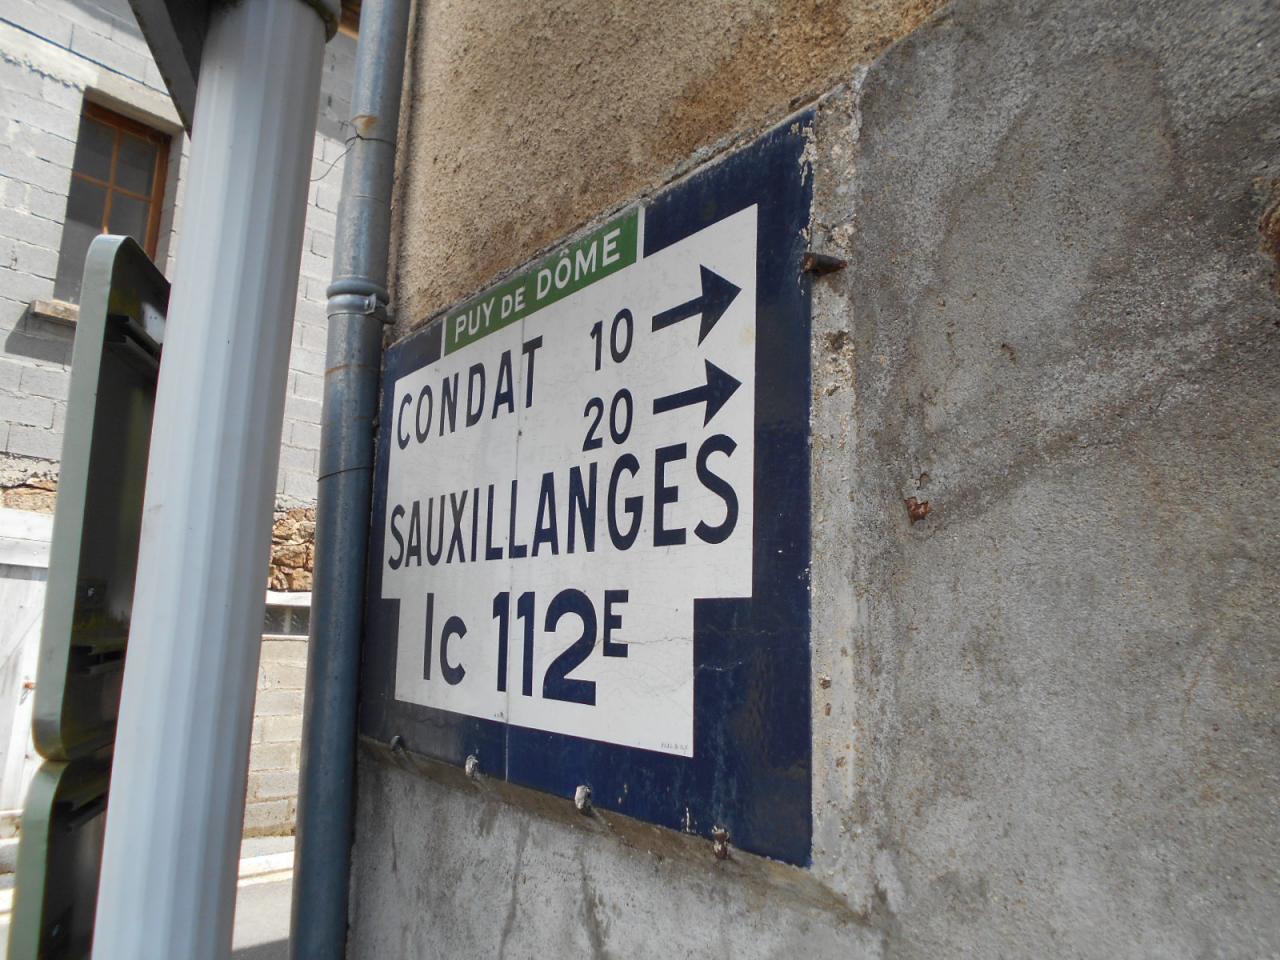 PUY DE DÔME
CONDAT 10
20
SAUXILLANGES
Ic 112E